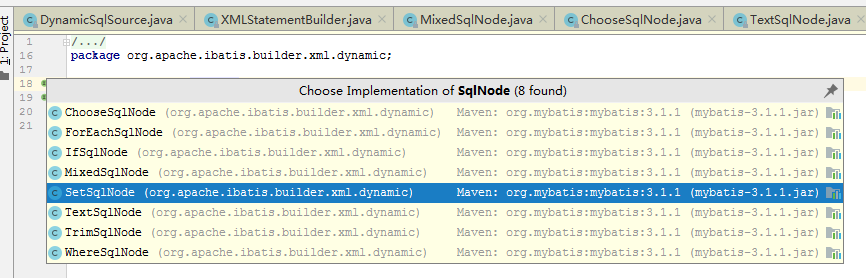 DynamicSqlSource.java × XMLStatementBuilder.java × MixedSqlNode.java × ChooseSqlNode.java × TextSqlNode.java ×
1: Project
1 /.../
16 package org.apache.ibatis.builder.xml.dynamic;
17
18
19
20
21
Choose Implementation of SqlNode (8 found)
C ChooseSqlNode (org.apache.ibatis.builder.xml.dynamic) Maven: org.mybatis:mybatis:3.1.1 (mybatis-3.1.1.jar)
C ForEachSqlNode (org.apache.ibatis.builder.xml.dynamic) Maven: org.mybatis:mybatis:3.1.1 (mybatis-3.1.1.jar)
C IfSqlNode (org.apache.ibatis.builder.xml.dynamic) Maven: org.mybatis:mybatis:3.1.1 (mybatis-3.1.1.jar)
C MixedSqlNode (org.apache.ibatis.builder.xml.dynamic) Maven: org.mybatis:mybatis:3.1.1 (mybatis-3.1.1.jar)
C SetSqlNode (org.apache.ibatis.builder.xml.dynamic) Maven: org.mybatis:mybatis:3.1.1 (mybatis-3.1.1.jar)
C TextSqlNode (org.apache.ibatis.builder.xml.dynamic) Maven: org.mybatis:mybatis:3.1.1 (mybatis-3.1.1.jar)
C TrimSqlNode (org.apache.ibatis.builder.xml.dynamic) Maven: org.mybatis:mybatis:3.1.1 (mybatis-3.1.1.jar)
C WhereSqlNode (org.apache.ibatis.builder.xml.dynamic) Maven: org.mybatis:mybatis:3.1.1 (mybatis-3.1.1.jar)